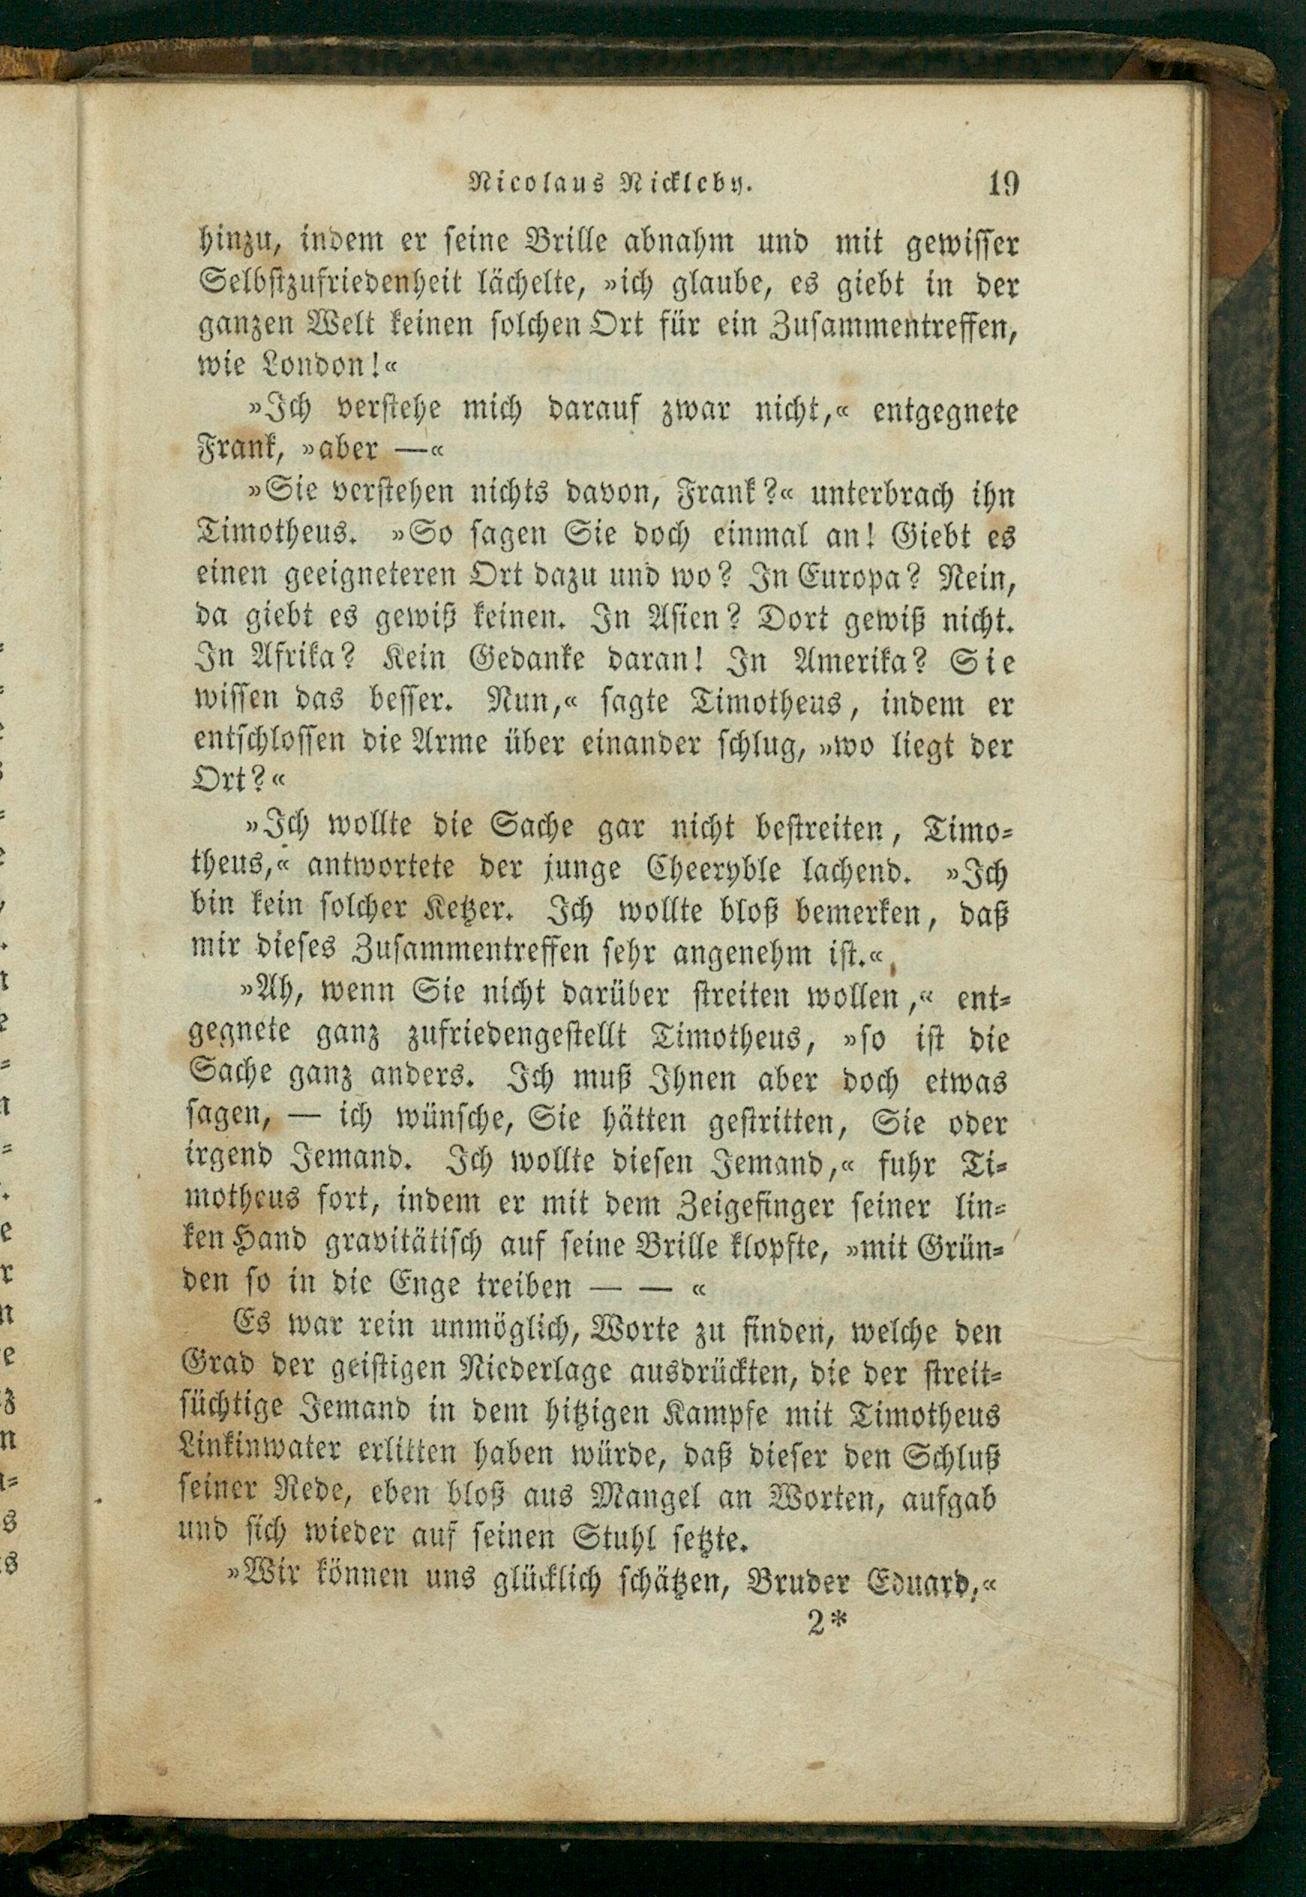 Nicolaus Nickleby. 19
hinzu, indem er seine Brille abnahm und mit gewisser
Selbstzufriedenheit lächelte, »ich glaube, es giebt in der
ganzen Welt keinen solchen Ort für ein Zusammentreffen,
wie London!«
»Ich verstehe mich darauf zwar nicht,« entgegnete
Frank, »aber —«
»Sie verstehen nichts davon, Frank?« unterbrach ihn
Timotheus. »So sagen Sie doch einmal an! Giebt es
einen geeigneteren Ort dazu und wo? In Europa? Nein,
da giebt es gewiß keinen. In Asien? Dort gewiß nicht.
In Afrika? Kein Gedanke daran! In Amerika? Sie
wissen das besser. Nun,« sagte Timotheus, indem er
entschlossen die Arme über einander schlug, »wo liegt der
Ort?«
»Ich wollte die Sache gar nicht bestreiten, Timo-
theus,« antwortete der junge Cheeryble lachend. »Ich
bin kein solcher Ketzer. Ich wollte bloß bemerken, daß
mir dieses Zusammentreffen sehr angenehm ist.«
»Ah, wenn Sie nicht darüber streiten wollen,« ent-
gegnete ganz zufriedengestellt Timotheus, »so ist die
Sache ganz anders. Ich muß Ihnen aber doch etwas
sagen, — ich wünsche, Sie hätten gestritten, Sie oder
irgend Jemand. Ich wollte diesen Jemand,« fuhr Ti-
motheus fort, indem er mit dem Zeigefinger seiner lin-
ken Hand gravitätisch auf seine Brille klopfte, »mit Grün-
den so in die Enge treiben — — «
Es war rein unmöglich, Worte zu finden, welche den
Grad der geistigen Niederlage ausdrückten, die der streit-
süchtige Jemand in dem hitzigen Kampfe mit Timotheus
Linkinwater erlitten haben würde, daß dieser den Schluß
seiner Rede, eben bloß aus Mangel an Worten, aufgab
und sich wieder auf seinen Stuhl setzte.
»Wir können uns glücklich schätzen, Bruder Eduard,«
2*